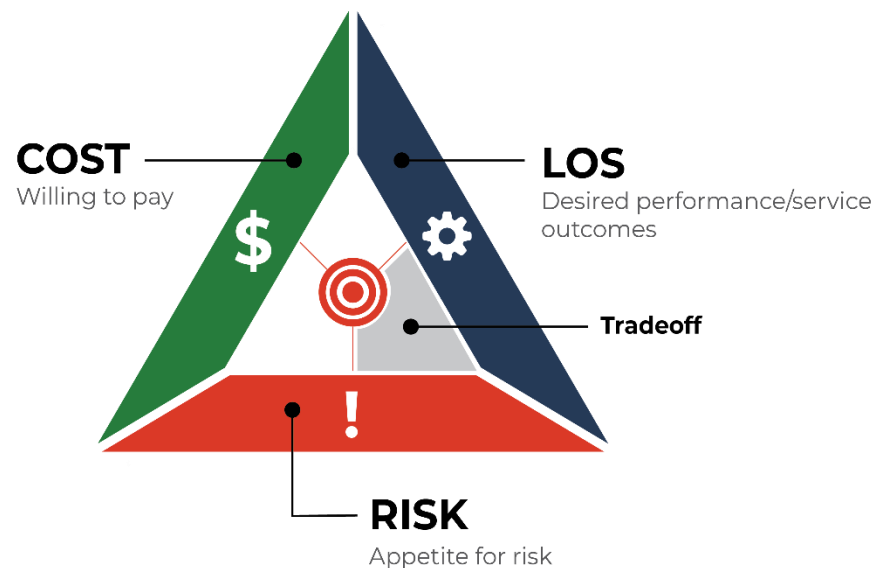 COST
Willing to pay
$
LOS
Desired performance/service
outcomes
Tradeoff
!
RISK
Appetite for risk